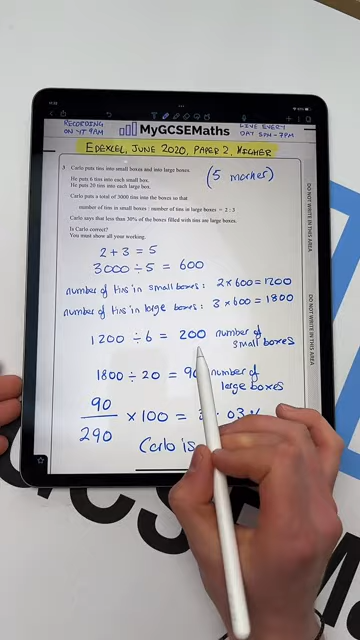 RECORDING
ON YT 9AM
MyGCSEMaths
LIVE EVERY
DAY 5PM - 7PM
EDEXCEL, JUNE 2020, PAPER 2, HIGHER
3 Carlo puts tins into small boxes and into large boxes.
He puts 6 tins into each small box.
He puts 20 tins into each large box.
(5 marker)
Carlo puts a total of 3000 tins into the boxes so that
number of tins in small boxes : number of tins in large boxes = 2 : 3
Carlo says that less than 30% of the boxes filled with tins are large boxes.
Is Carlo correct?
You must show all your working.
DO NOT WRITE IN THIS AREA
2 + 3 = 5
3000 ÷ 5 = 600
number of tins in small boxes: 2 × 600 = 1200
number of tins in large boxes: 3 × 600 = 1800
1200 ÷ 6 = 200 number of
small boxes
1800 ÷ 20 = 90 number of
large boxes
90
290
× 100 =
Carlo is
DO NOT WRITE IN THIS AREA